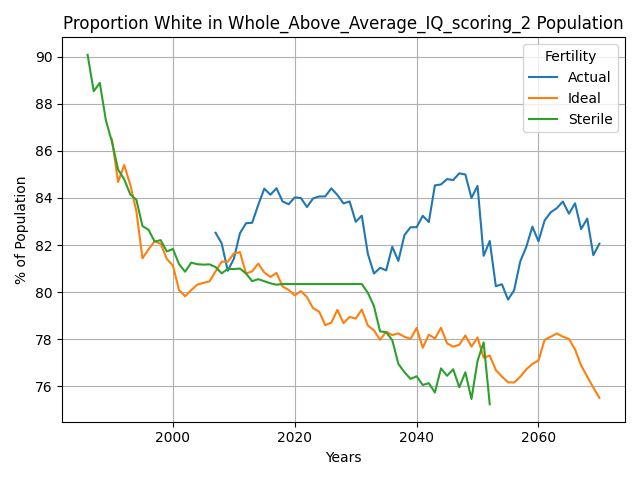 Proportion White in Whole_Above_Average_IQ_scoring_2 Population
Fertility
Actual
Ideal
Sterile
% of Population
90
88
86
84
82
80
78
76
2000
2020
2040
2060
Years